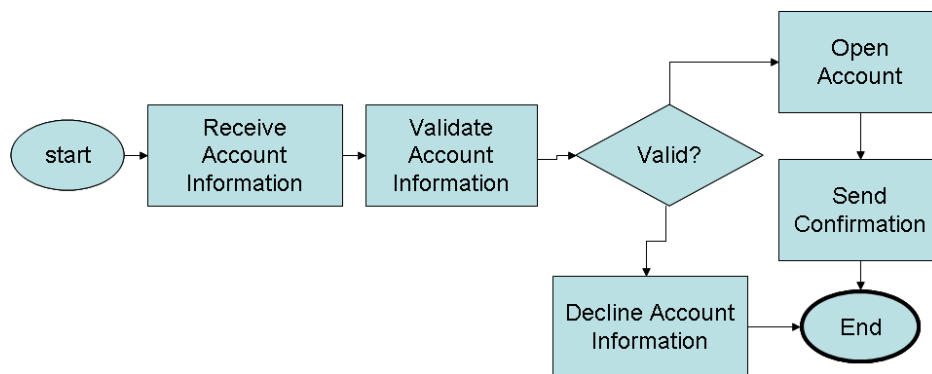 start
Receive
Account
Information
Validate
Account
Information
Valid?
Open
Account
Send
Confirmation
Decline Account
Information
End